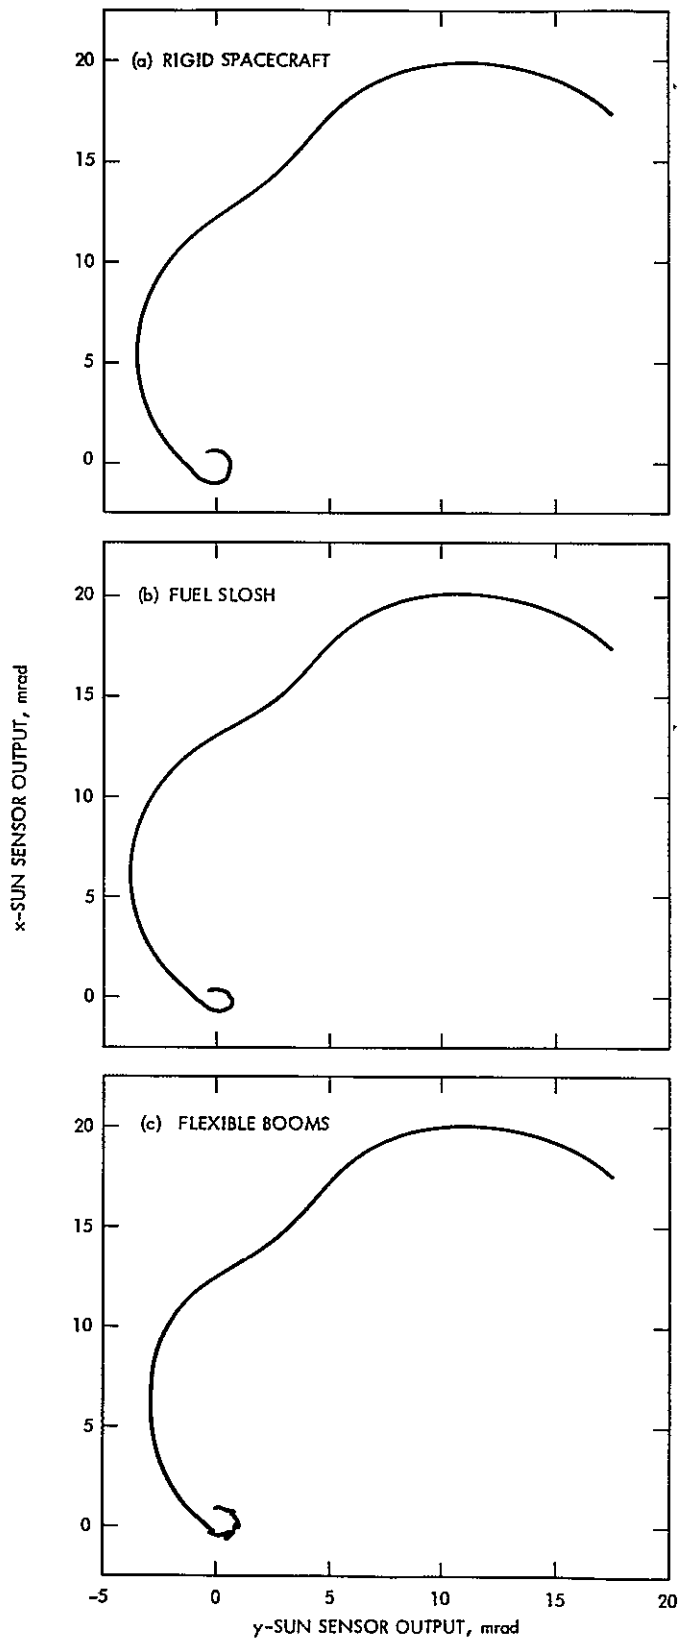 (a) RIGID SPACECRAFT
20
15
10
5
0
(b) FUEL SLOSH
20
15
10
5
0
x-SUN SENSOR OUTPUT, mrad
(c) FLEXIBLE BOOMS
20
15
10
5
0
-5 0 5 10 15 20
y-SUN SENSOR OUTPUT, mrad